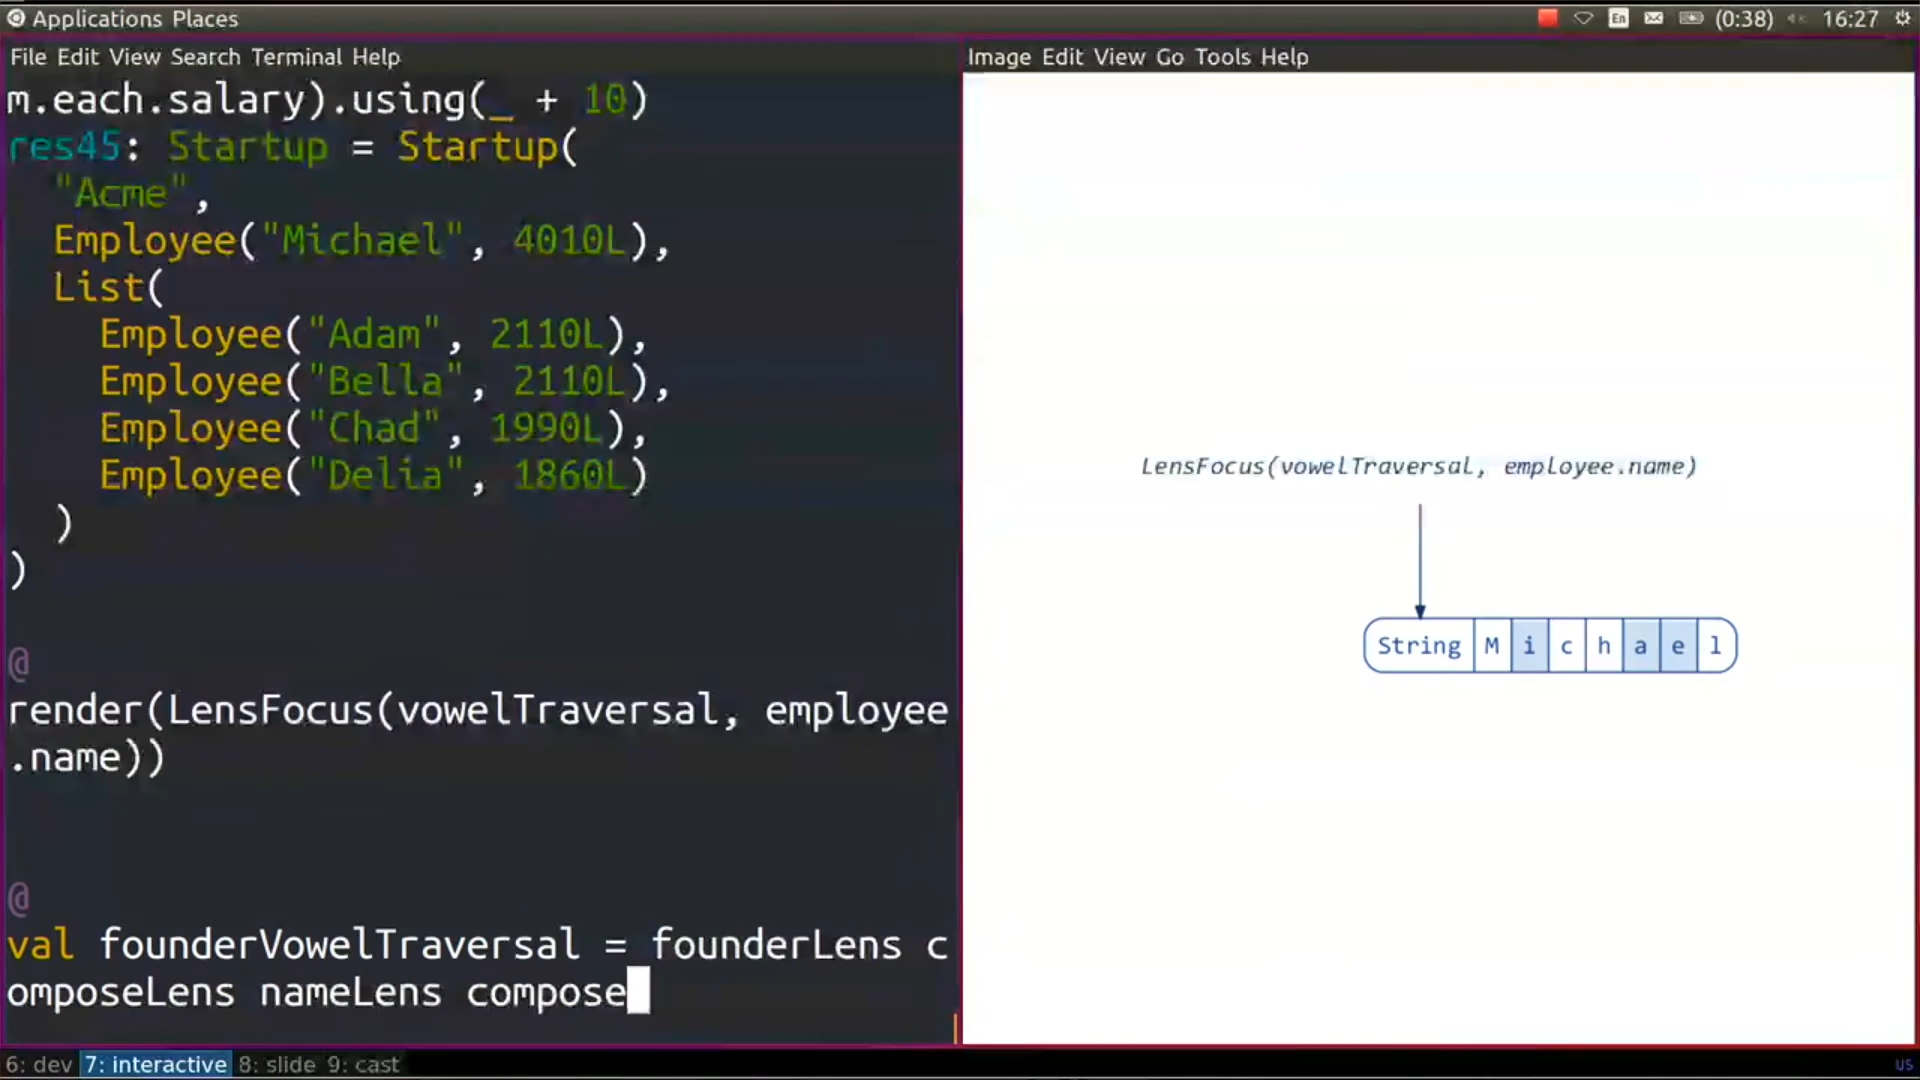 Applications Places
En (0:38) 16:27
File Edit View Search Terminal Help
m.each.salary).using(_ + 10)
res45: Startup = Startup(
"Acme",
Employee("Michael", 4010L),
List(
Employee("Adam", 2110L),
Employee("Bella", 2110L),
Employee("Chad", 1990L),
Employee("Delia", 1860L)
)
)
@
render(LensFocus(vowelTraversal, employee
.name))
@
val founderVowelTraversal = founderLens c
omposeLens nameLens compose
Image Edit View Go Tools Help
LensFocus(vowelTraversal, employee.name)
String M i c h a e l
6: dev 7: interactive 8: slide 9: cast
US